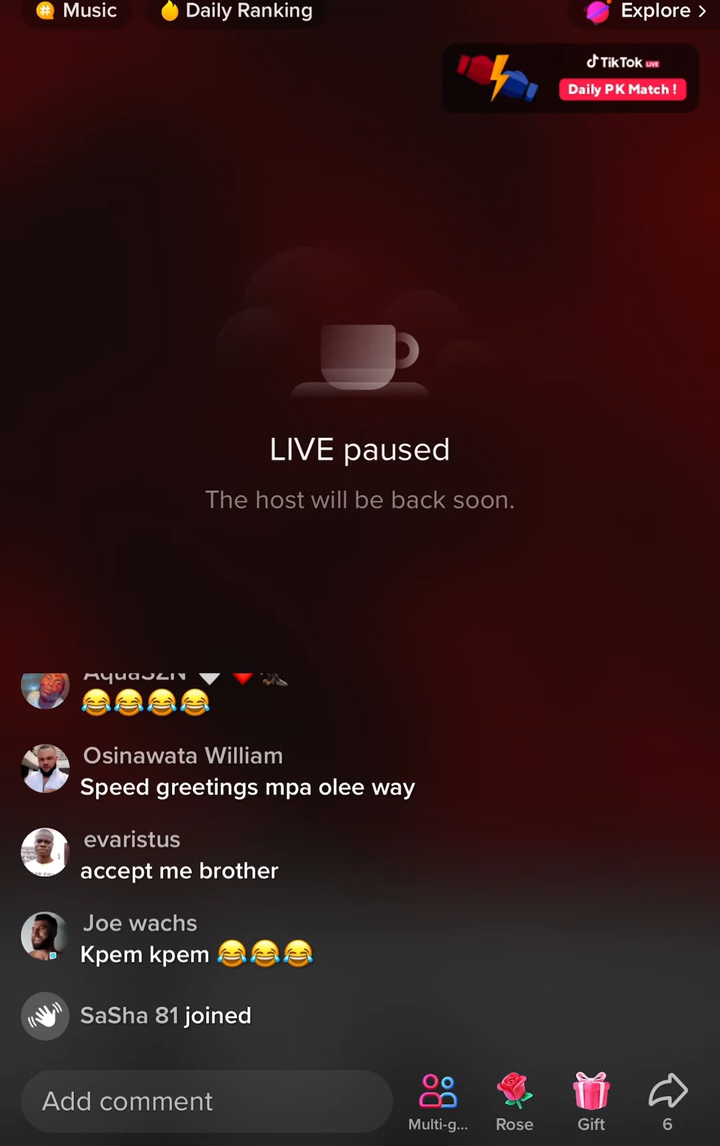 Music
Daily Ranking
Explore >
TikTok LIVE
Daily PK Match !
LIVE paused
The host will be back soon.
AquaSZN
😂😂😂😂
Osinawata William
Speed greetings mpa olee way
evaristus
accept me brother
Joe wachs
Kpem kpem 😂😂😂
SaSha 81 joined
Add comment
Multi-g...
Rose
Gift
6